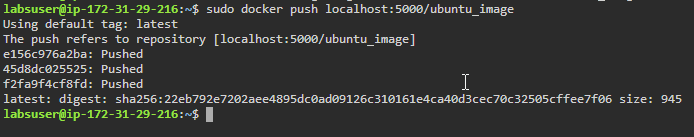 labsuser@ip-172-31-29-216:~$ sudo docker push localhost:5000/ubuntu_image
Using default tag: latest
The push refers to repository [localhost:5000/ubuntu_image]
e156c976a2ba: Pushed
45d8dc025525: Pushed
f2fa9f4cf8fd: Pushed
latest: digest: sha256:22eb792e7202aee4895dc0ad09126c310161e4ca40d3cec70c32505cffee7f06 size: 945
labsuser@ip-172-31-29-216:~$